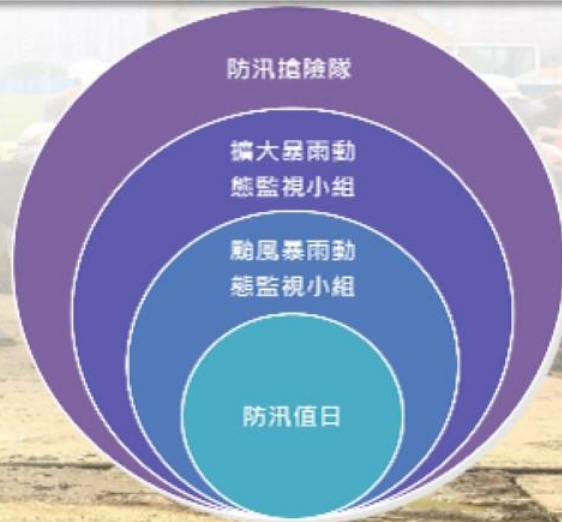 防汛搶險隊
擴大暴雨動
態監視小組
颱風暴雨動
態監視小組
防汛值日